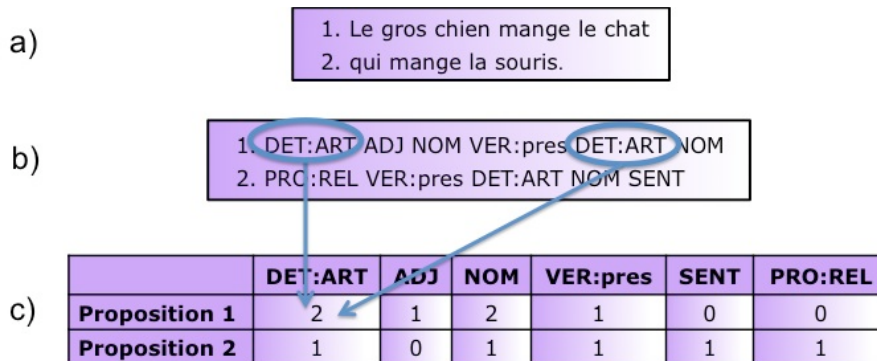 a)
1. Le gros chien mange le chat
2. qui mange la souris.
b)
1. DET:ART ADJ NOM VER:pres DET:ART NOM
2. PRO:REL VER:pres DET:ART NOM SENT
c)
DET:ART ADJ NOM VER:pres SENT PRO:REL
Proposition 1 2 1 2 1 0 0
Proposition 2 1 0 1 1 1 1